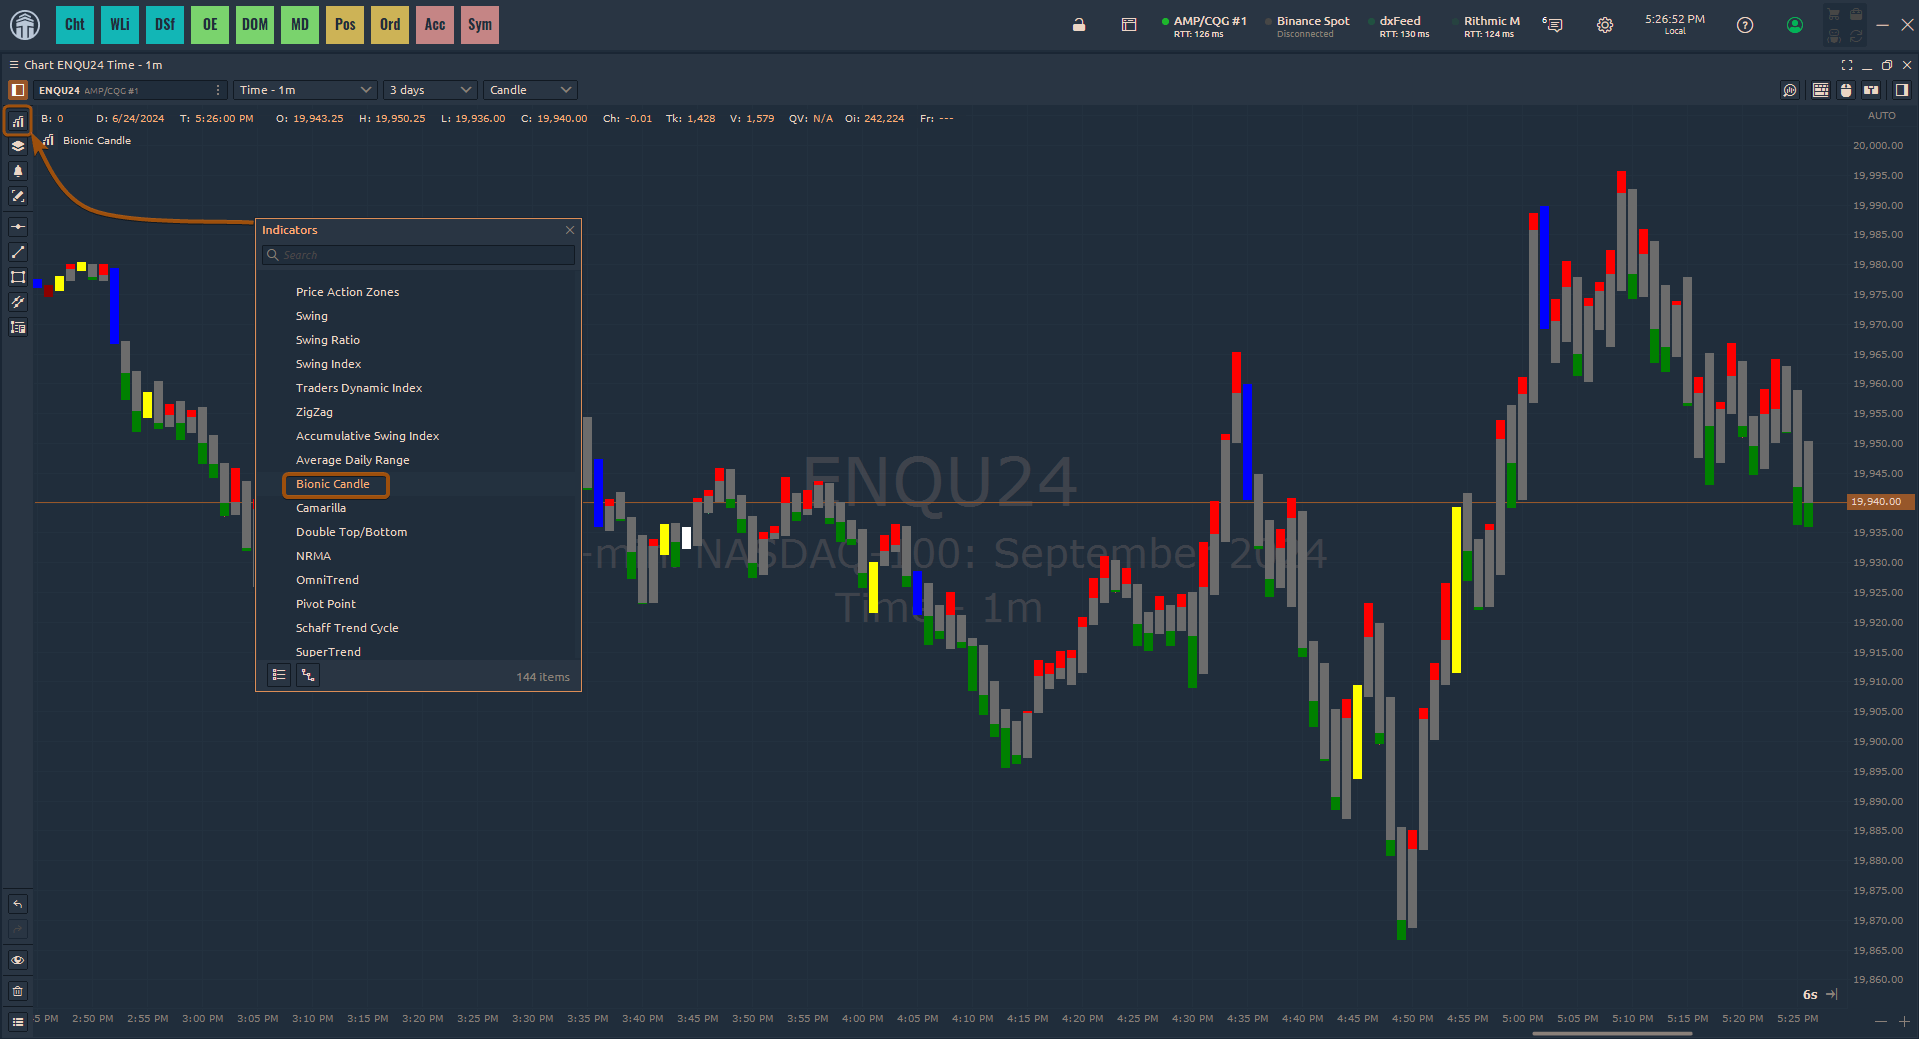 Cht WLi DSf OE DOM MD Pos Ord Acc Sym
6
AMP/CQG #1
RTT: 126 ms
Binance Spot
Disconnected
dxFeed
RTT: 130 ms
Rithmic M
RTT: 124 ms
5:26:52 PM
Local
Chart ENQU24 Time - 1m
ENQU24 AMP/CQG #1
Time - 1m
3 days
Candle
B: 0 D: 6/24/2024 T: 5:26:00 PM O: 19,943.25 H: 19,950.25 L: 19,936.00 C: 19,940.00 Ch: -0.01 Tk: 1,428 V: 1,579 QV: N/A Oi: 242,224 Fr: ---
Bionic Candle
Indicators
Search
Price Action Zones
Swing
Swing Ratio
Swing Index
Traders Dynamic Index
ZigZag
Accumulative Swing Index
Average Daily Range
Bionic Candle
Camarilla
Double Top/Bottom
NRMA
OmniTrend
Pivot Point
Schaff Trend Cycle
SuperTrend
144 items
ENQU24
-mini NASDAQ-100: September 2024
Time - 1m
AUTO
20,000.00
19,995.00
19,990.00
19,985.00
19,980.00
19,975.00
19,970.00
19,965.00
19,960.00
19,955.00
19,950.00
19,945.00
19,940.00
19,935.00
19,930.00
19,925.00
19,920.00
19,915.00
19,910.00
19,905.00
19,900.00
19,895.00
19,890.00
19,885.00
19,880.00
19,875.00
19,870.00
19,865.00
19,860.00
6s
:45 PM 2:50 PM 2:55 PM 3:00 PM 3:05 PM 3:10 PM 3:15 PM 3:20 PM 3:25 PM 3:30 PM 3:35 PM 3:40 PM 3:45 PM 3:50 PM 3:55 PM 4:00 PM 4:05 PM 4:10 PM 4:15 PM 4:20 PM 4:25 PM 4:30 PM 4:35 PM 4:40 PM 4:45 PM 4:50 PM 4:55 PM 5:00 PM 5:05 PM 5:10 PM 5:15 PM 5:20 PM 5:25 PM